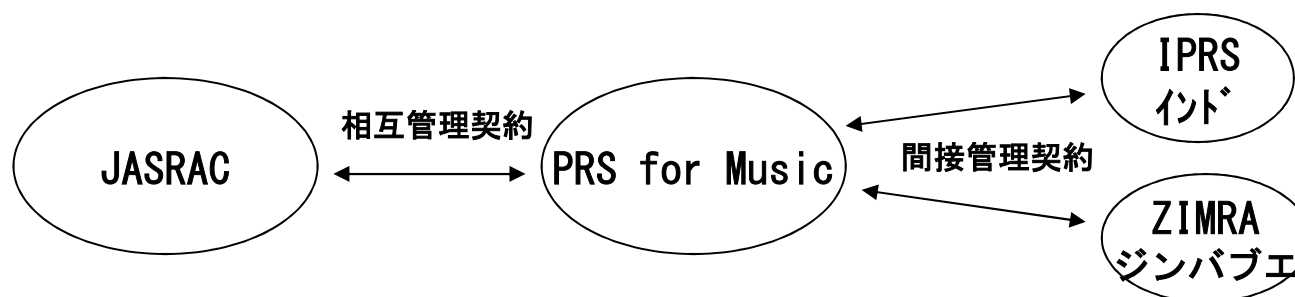 JASRAC
相互管理契約
PRS for Music
間接管理契約
IPRS
インド
ZIMRA
ジンバブエ